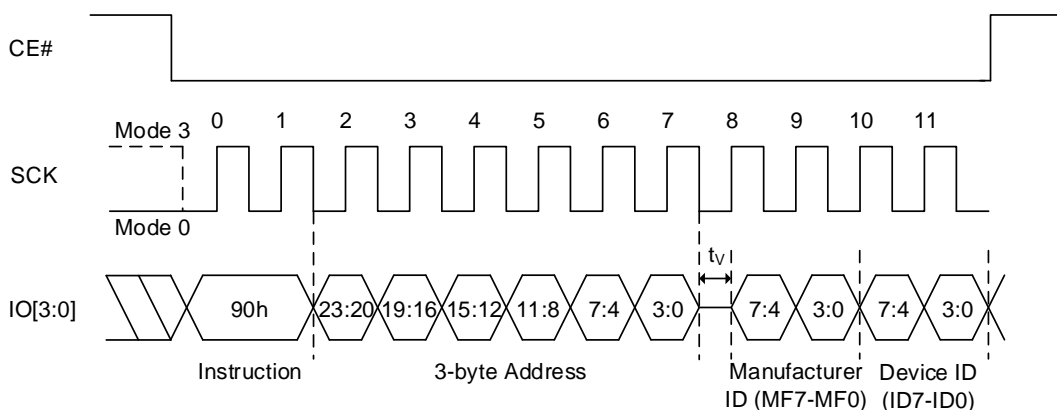 CE#
0 1 2 3 4 5 6 7 8 9 10 11
Mode 3
SCK
Mode 0
tV
IO[3:0] 90h 23:20 19:16 15:12 11:8 7:4 3:0 7:4 3:0 7:4 3:0
Instruction 3-byte Address Manufacturer Device ID
ID (MF7-MF0) (ID7-ID0)